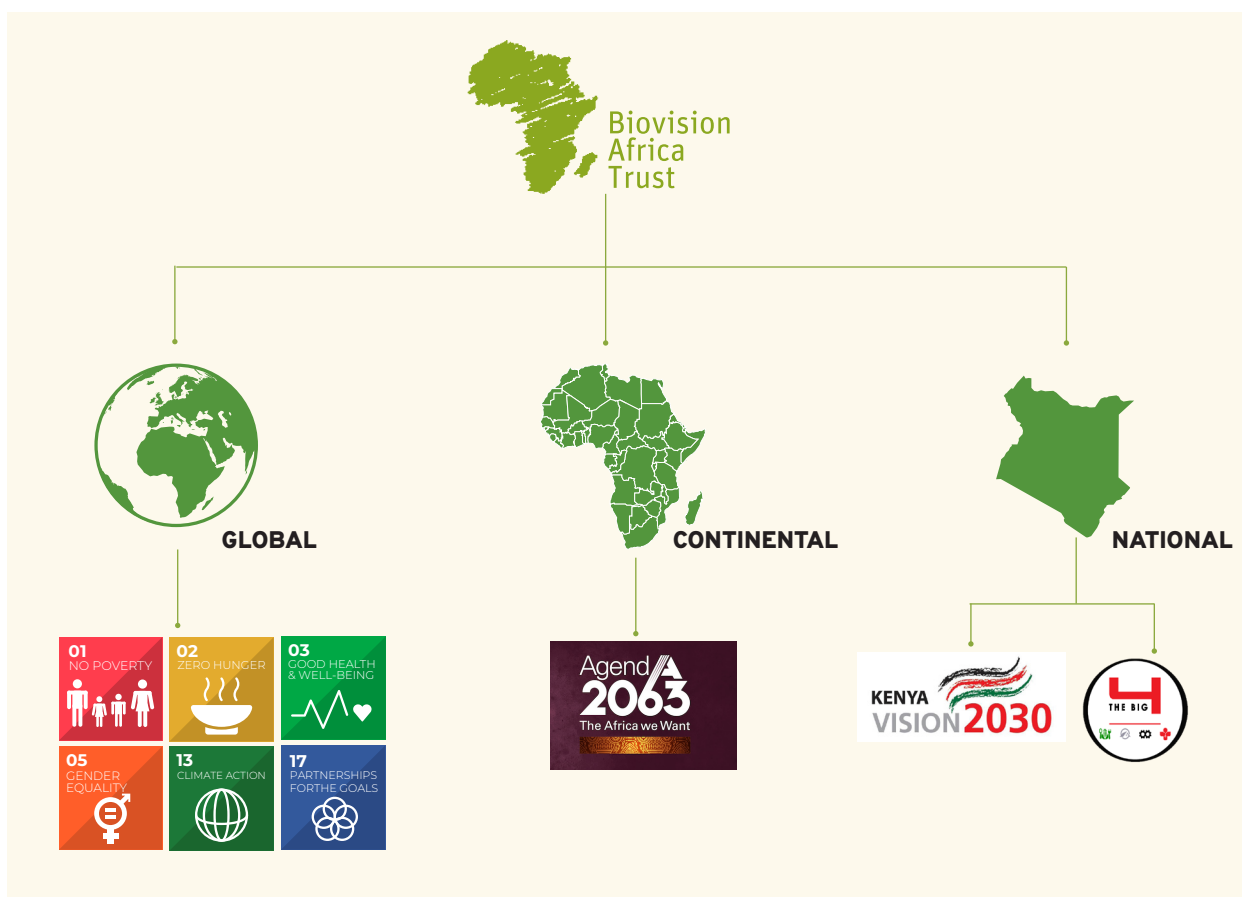 Biovision
Africa
Trust
GLOBAL
CONTINENTAL
NATIONAL
01
NO POVERTY
02
ZERO HUNGER
03
GOOD HEALTH
& WELL-BEING
05
GENDER
EQUALITY
13
CLIMATE ACTION
17
PARTNERSHIPS
FORTHE GOALS
AgendA
2063
The Africa we Want
KENYA
VISION 2030
4
THE BIG